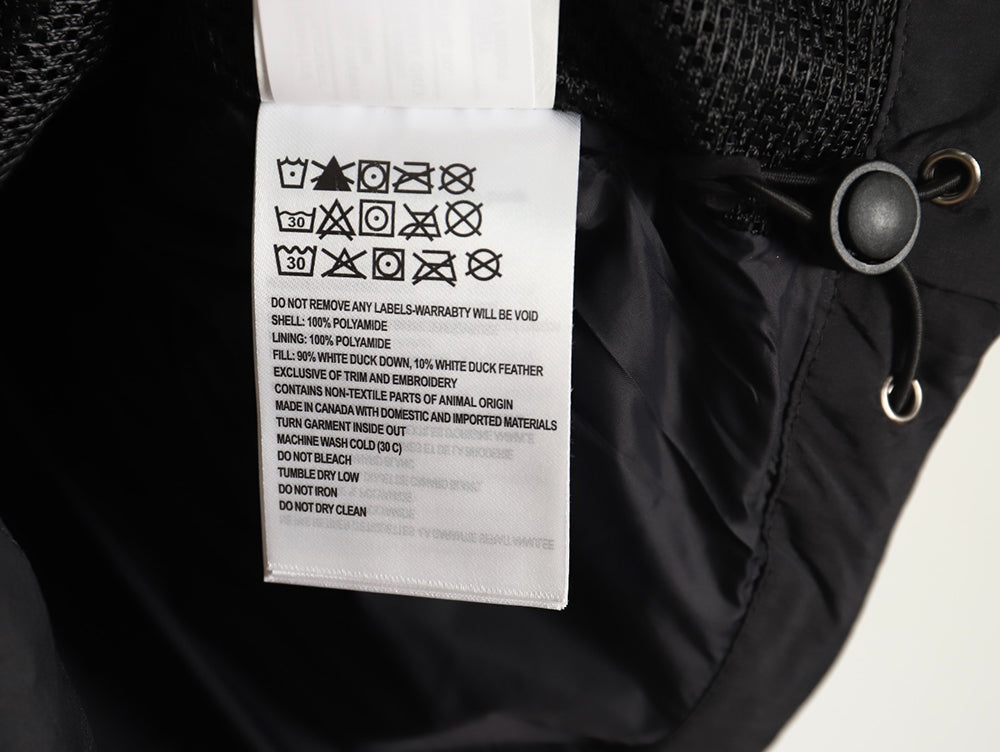 30
30
DO NOT REMOVE ANY LABELS-WARRABTY WILL BE VOID
SHELL: 100% POLYAMIDE
LINING: 100% POLYAMIDE
FILL: 90% WHITE DUCK DOWN, 10% WHITE DUCK FEATHER
EXCLUSIVE OF TRIM AND EMBROIDERY
CONTAINS NON-TEXTILE PARTS OF ANIMAL ORIGIN
MADE IN CANADA WITH DOMESTIC AND IMPORTED MATERIALS
TURN GARMENT INSIDE OUT
MACHINE WASH COLD (30 C)
DO NOT BLEACH
TUMBLE DRY LOW
DO NOT IRON
DO NOT DRY CLEAN